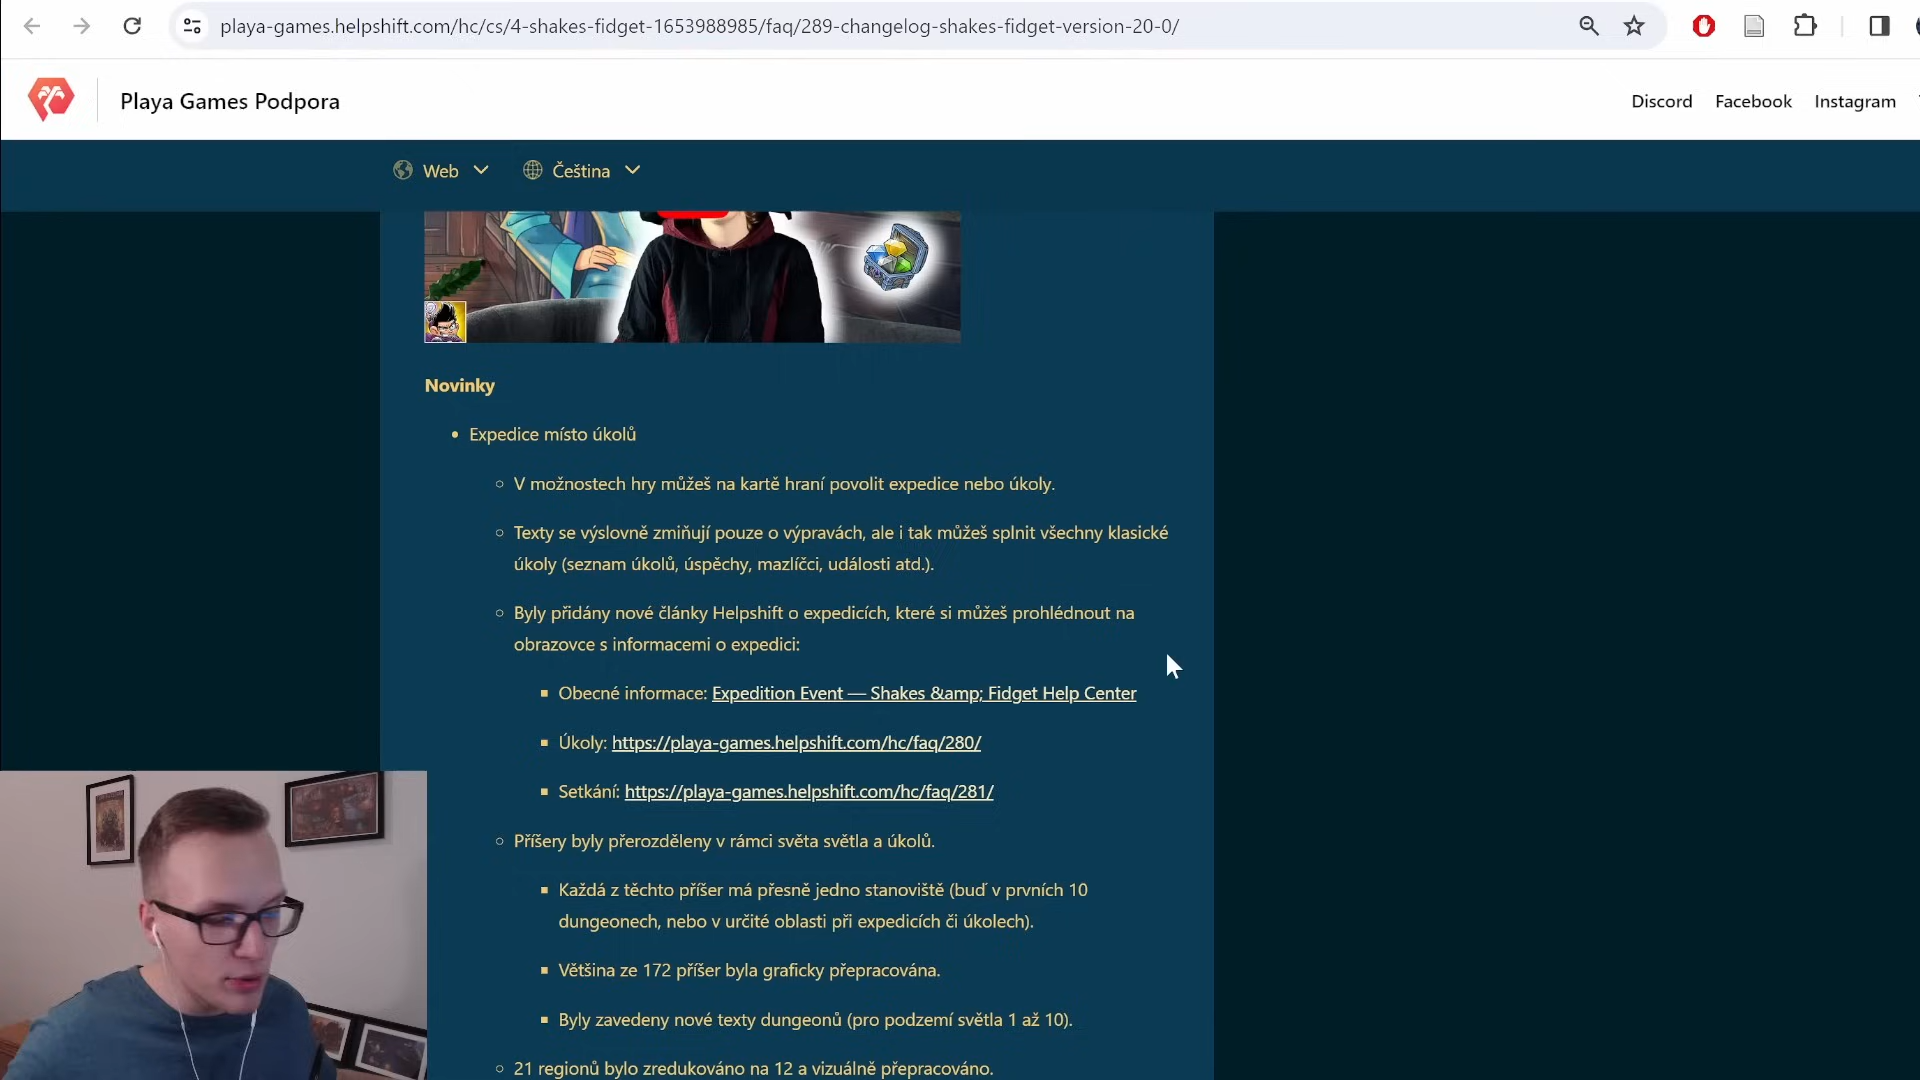 playa-games.helpshift.com/hc/cs/4-shakes-fidget-1653988985/faq/289-changelog-shakes-fidget-version-20-0/
Playa Games Podpora
Discord Facebook Instagram
Web Čeština
Novinky
Expedice místo úkolů
V možnostech hry můžeš na kartě hraní povolit expedice nebo úkoly.
Texty se výslovně zmiňují pouze o výpravách, ale i tak můžeš splnit všechny klasické
úkoly (seznam úkolů, úspěchy, mazlíčci, události atd.).
Byly přidány nové články Helpshift o expedicích, které si můžeš prohlédnout na
obrazovce s informacemi o expedici:
Obecné informace: Expedition Event — Shakes &amp; Fidget Help Center
Úkoly: https://playa-games.helpshift.com/hc/faq/280/
Setkání: https://playa-games.helpshift.com/hc/faq/281/
Příšery byly přerozděleny v rámci světa světla a úkolů.
Každá z těchto příšer má přesně jedno stanoviště (buď v prvních 10
dungeonech, nebo v určité oblasti při expedicích či úkolech).
Většina ze 172 příšer byla graficky přepracována.
Byly zavedeny nové texty dungeonů (pro podzemí světla 1 až 10).
21 regionů bylo zredukováno na 12 a vizuálně přepracováno.